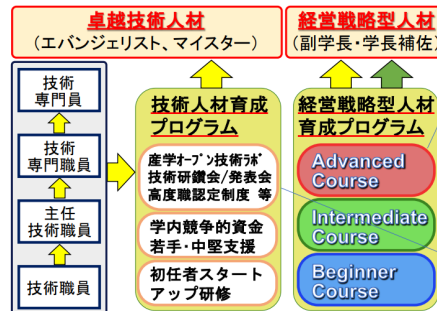 卓越技術人材
(エバンジェリスト、マイスター)
経営戦略型人材
(副学長・学長補佐)
技術
専門員
技術
専門職員
主任
技術職員
技術職員
技術人材育成
プログラム
産学ｵｰﾌﾟﾝ技術ﾗﾎﾞ
技術研鑽会/発表会
高度職認定制度 等
学内競争的資金
若手・中堅支援
初任者スタート
アップ研修
経営戦略型人材
育成プログラム
Advanced
Course
Intermediate
Course
Beginner
Course